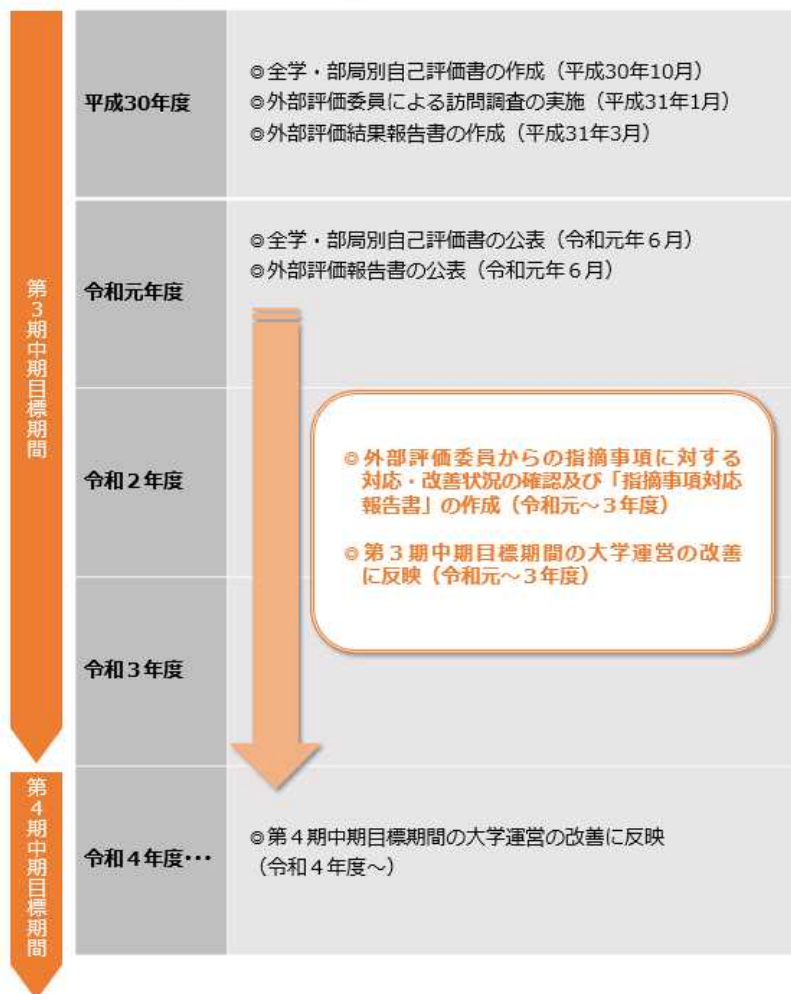 第3期中期目標期間
平成30年度
◎全学・部局別自己評価書の作成（平成30年10月）
◎外部評価委員による訪問調査の実施（平成31年1月）
◎外部評価結果報告書の作成（平成31年3月）
令和元年度
◎全学・部局別自己評価書の公表（令和元年６月）
◎外部評価報告書の公表（令和元年６月）
令和２年度
◎外部評価委員からの指摘事項に対する
対応・改善状況の確認及び「指摘事項対応
報告書」の作成（令和元～３年度）
◎第３期中期目標期間の大学運営の改善
に反映（令和元～３年度）
令和３年度
第4期中期目標期間
令和４年度･･･
◎第４期中期目標期間の大学運営の改善に反映
（令和４年度～）